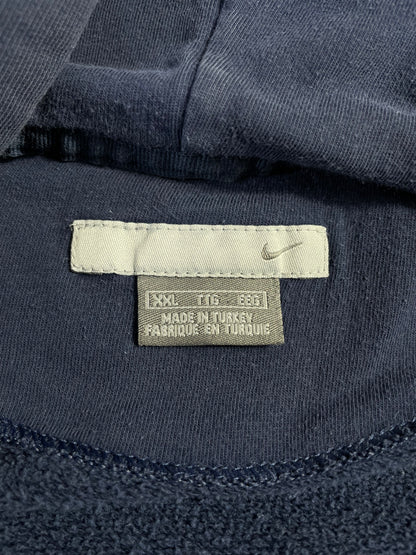 XXL TTG EEG
MADE IN TURKEY
FABRIQUE EN TURQUIE